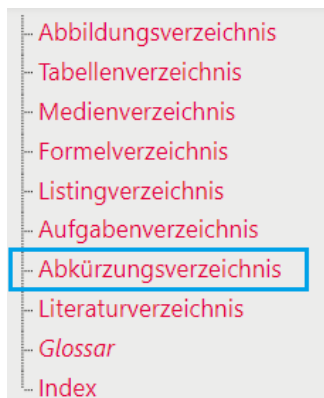 Abbildungsverzeichnis
Tabellenverzeichnis
Medienverzeichnis
Formelverzeichnis
Listingverzeichnis
Aufgabenverzeichnis
Abkürzungsverzeichnis
Literaturverzeichnis
Glossar
Index